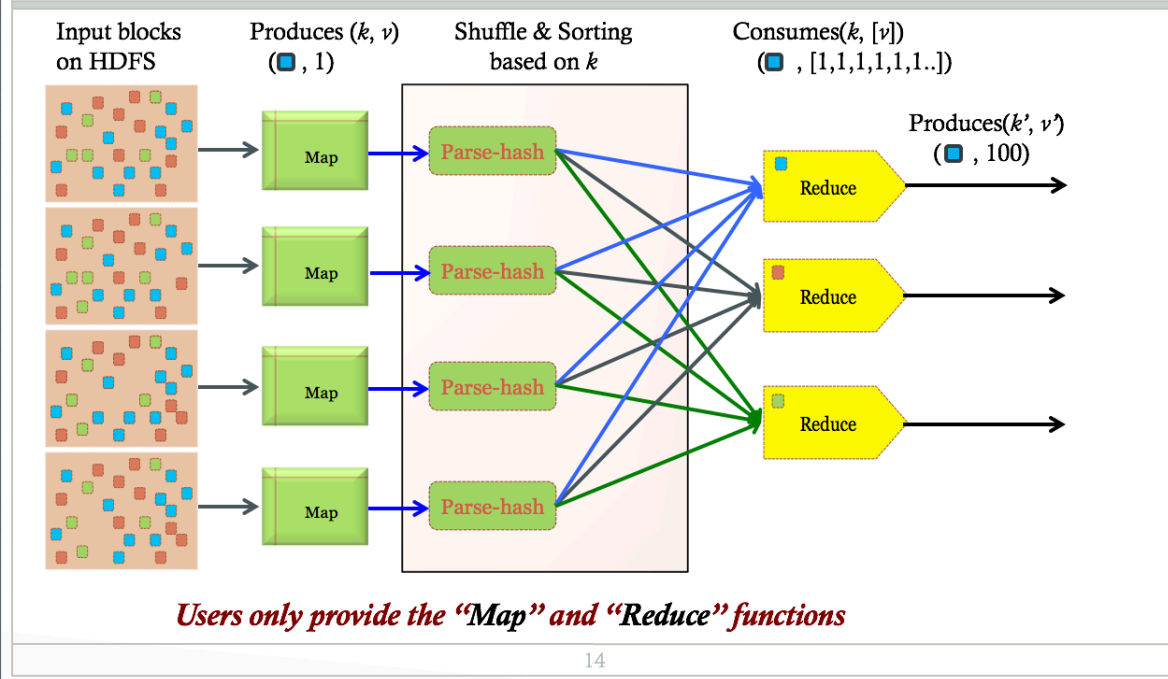 Input blocks
on HDFS
Produces (k, v)
( , 1)
Shuffle & Sorting
based on k
Consumes(k, [v])
( , [1,1,1,1,1,1..])
Produces(k’, v’)
( , 100)
Map
Parse-hash
Reduce
Map
Parse-hash
Reduce
Map
Parse-hash
Reduce
Map
Parse-hash
Users only provide the “Map” and “Reduce” functions
14